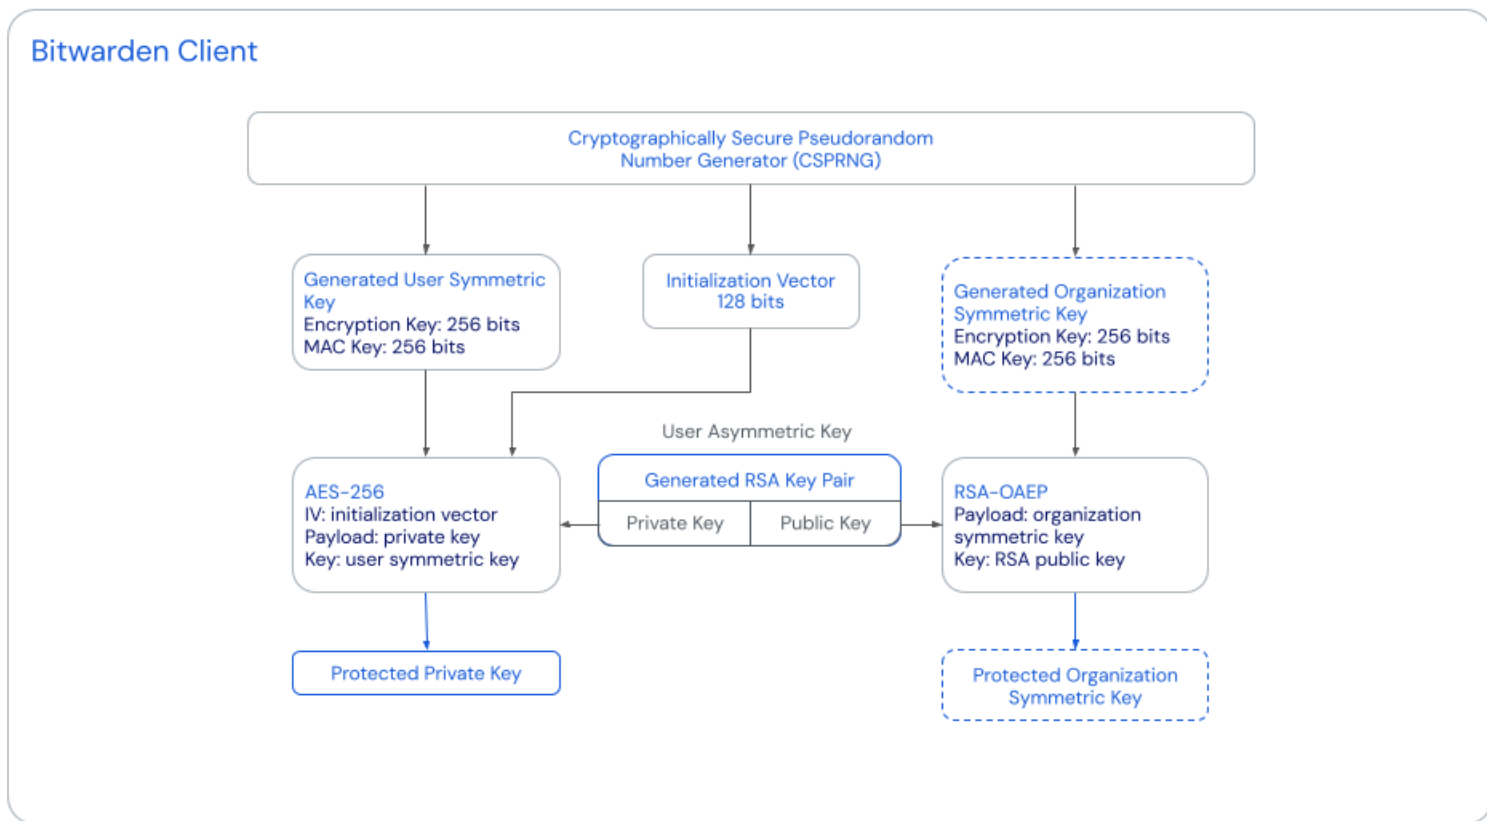 Bitwarden Client
Cryptographically Secure Pseudorandom
Number Generator (CSPRNG)
Generated User Symmetric
Key
Encryption Key: 256 bits
MAC Key: 256 bits
Initialization Vector
128 bits
Generated Organization
Symmetric Key
Encryption Key: 256 bits
MAC Key: 256 bits
User Asymmetric Key
Generated RSA Key Pair
Private Key
Public Key
AES-256
IV: initialization vector
Payload: private key
Key: user symmetric key
RSA-OAEP
Payload: organization
symmetric key
Key: RSA public key
Protected Private Key
Protected Organization
Symmetric Key